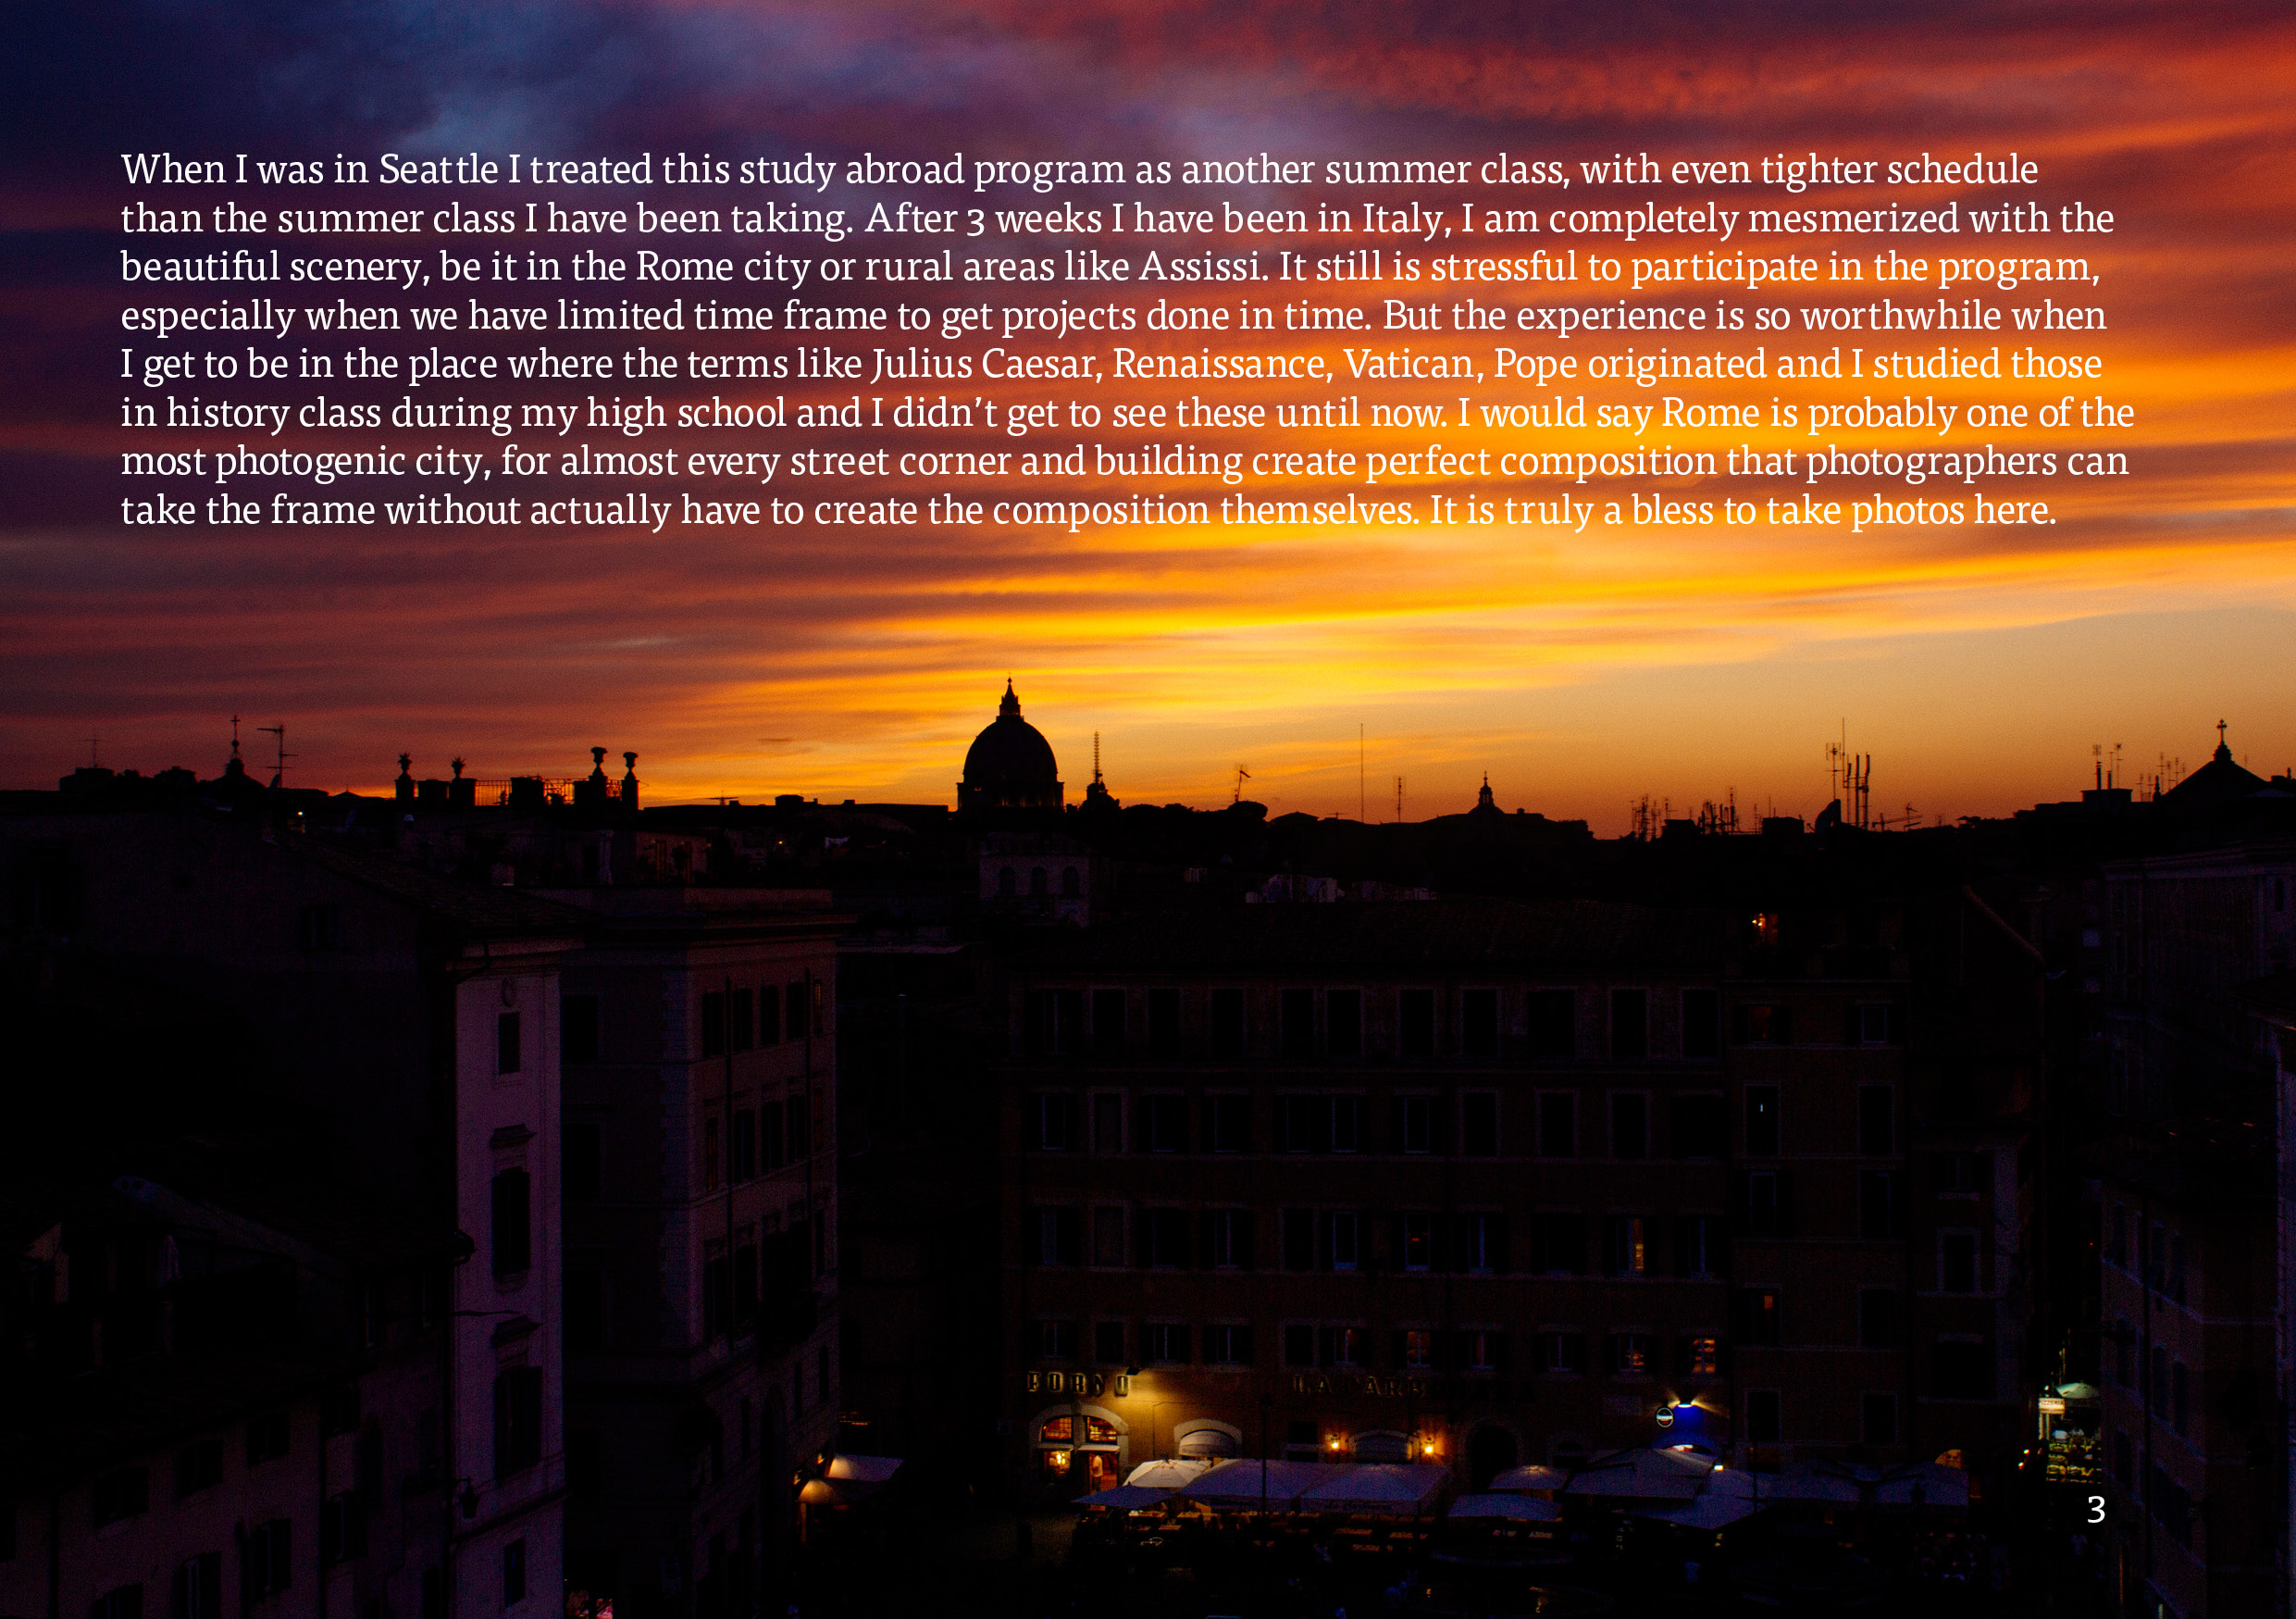 When I was in Seattle I treated this study abroad program as another summer class, with even tighter schedule
than the summer class I have been taking. After 3 weeks I have been in Italy, I am completely mesmerized with the
beautiful scenery, be it in the Rome city or rural areas like Assissi. It still is stressful to participate in the program,
especially when we have limited time frame to get projects done in time. But the experience is so worthwhile when
I get to be in the place where the terms like Julius Caesar, Renaissance, Vatican, Pope originated and I studied those
in history class during my high school and I didn’t get to see these until now. I would say Rome is probably one of the
most photogenic city, for almost every street corner and building create perfect composition that photographers can
take the frame without actually have to create the composition themselves. It is truly a bless to take photos here.
FORNO
3